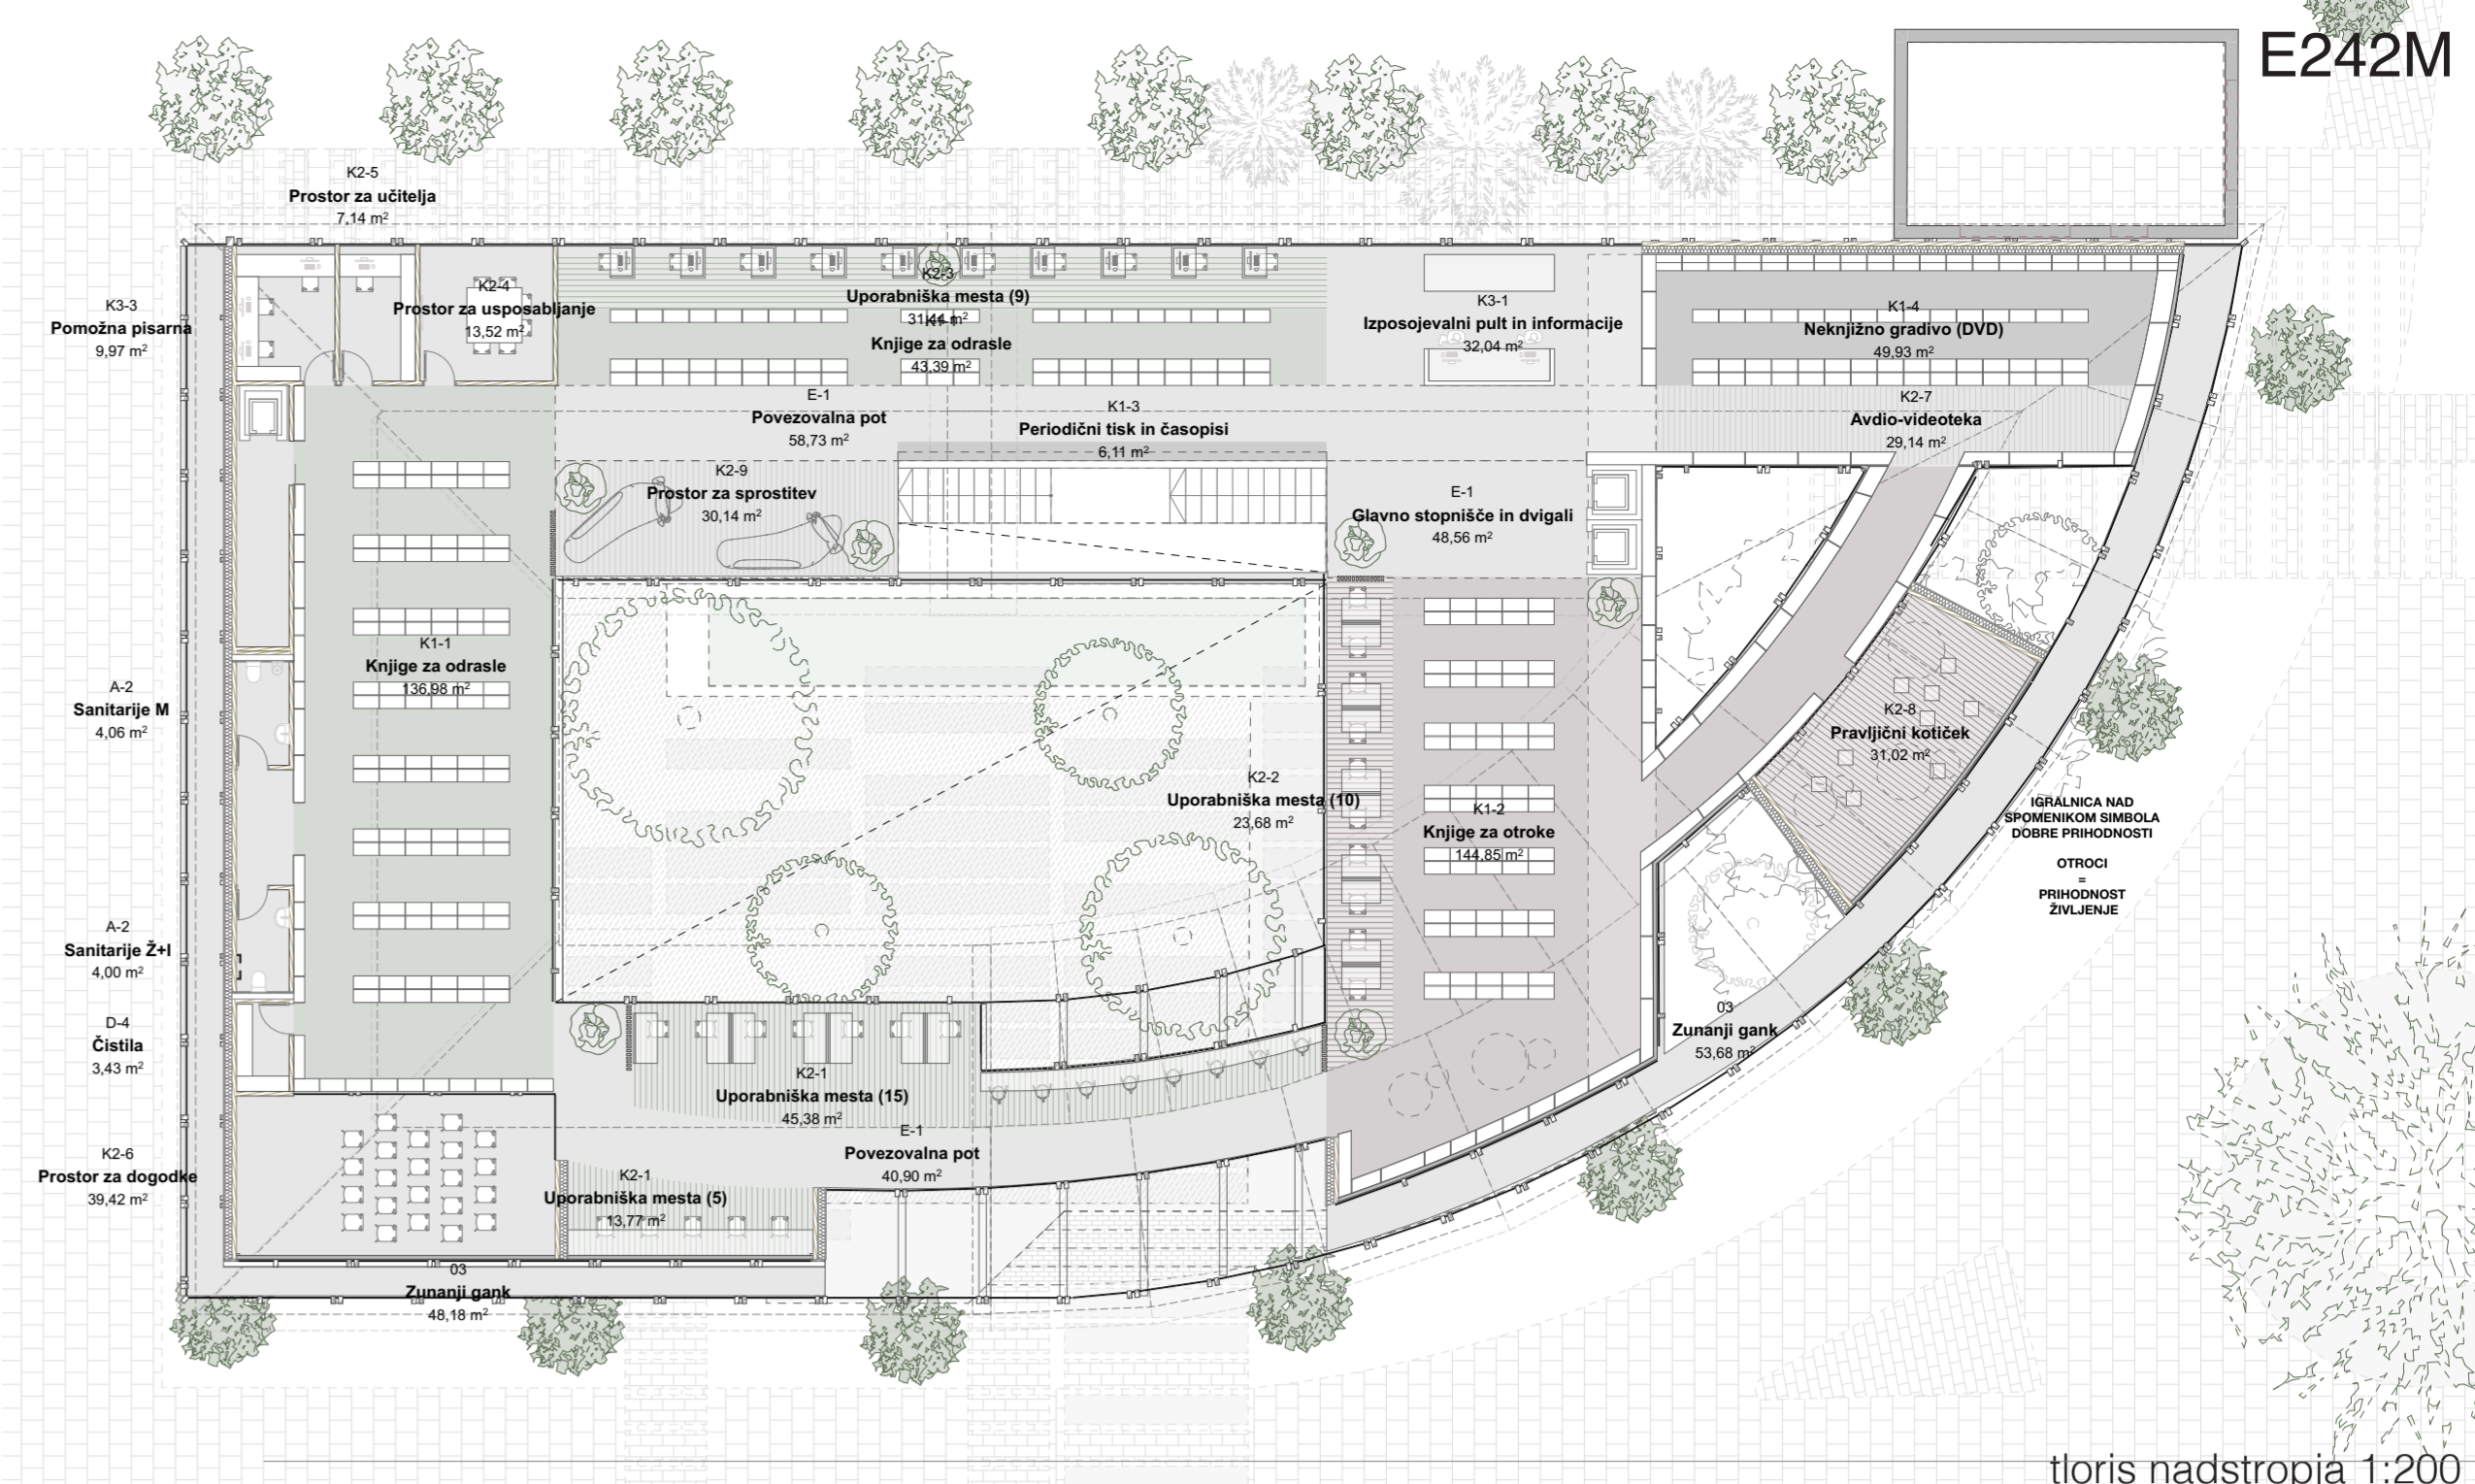 E242M
K2-5
Prostor za učitelja
7,14 m²
K3-3
Pomožna pisarna
9,97 m²
K2-4
Prostor za usposabljanje
13,52 m²
K2-3
Uporabniška mesta (9)
31,44 m²
K1-1
Knjige za odrasle
43,39 m²
K3-1
Izposojevalni pult in informacije
32,04 m²
K1-4
Neknjižno gradivo (DVD)
49,93 m²
E-1
Povezovalna pot
58,73 m²
K1-3
Periodični tisk in časopisi
6,11 m²
K2-7
Avdio-videoteka
29,14 m²
K2-9
Prostor za sprostitev
30,14 m²
E-1
Glavno stopnišče in dvigali
48,56 m²
K1-1
Knjige za odrasle
136,98 m²
A-2
Sanitarije M
4,06 m²
K2-8
Pravljični kotiček
31,02 m²
K2-2
Uporabniška mesta (10)
23,68 m²
K1-2
Knjige za otroke
144,85 m²
IGRALNICA NAD
SPOMENIKOM SIMBOLA
DOBRE PRIHODNOSTI
OTROCI
=
PRIHODNOST
ŽIVLJENJE
A-2
Sanitarije Ž+I
4,00 m²
D-4
Čistila
3,43 m²
03
Zunanji gank
53,68 m²
K2-1
Uporabniška mesta (15)
45,38 m²
E-1
Povezovalna pot
40,90 m²
K2-6
Prostor za dogodke
39,42 m²
K2-1
Uporabniška mesta (5)
13,77 m²
03
Zunanji gank
48,18 m²
tloris nadstropja 1:200